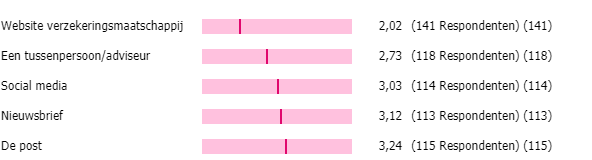 Website verzekeringsmaatschappij 2,02 (141 Respondenten) (141)
Een tussenpersoon/adviseur 2,73 (118 Respondenten) (118)
Social media 3,03 (114 Respondenten) (114)
Nieuwsbrief 3,12 (113 Respondenten) (113)
De post 3,24 (115 Respondenten) (115)